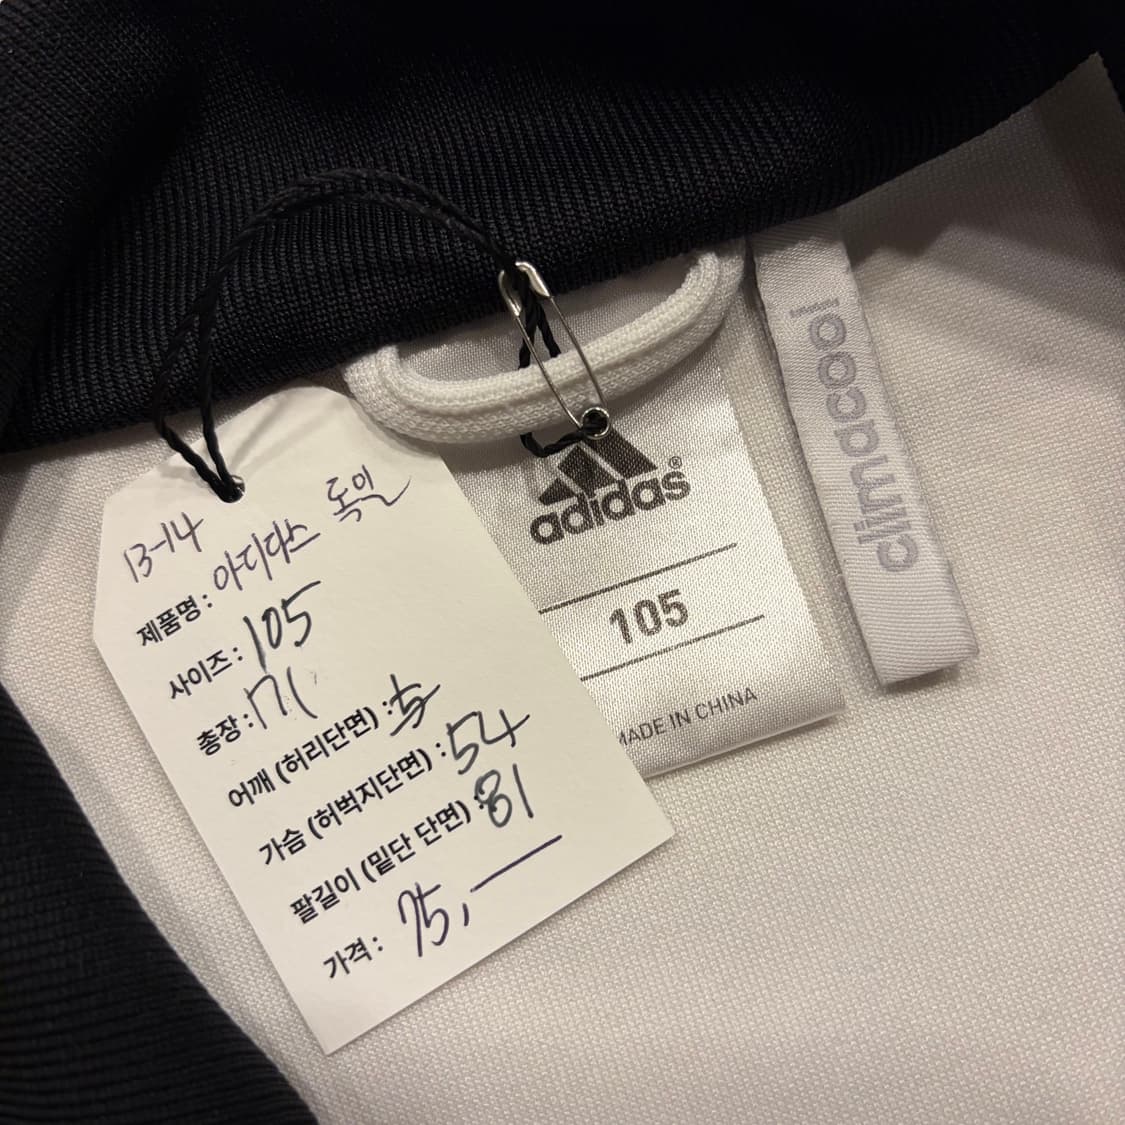 13-14
제품명: 아디다스 독일
사이즈: 105
총장: 71
어깨 (허리단면) :
가슴 (허벅지단면) : 54
팔길이 (밑단 단면) : 81
가격: 75,—
adidas®
105
MADE IN CHINA
climacool